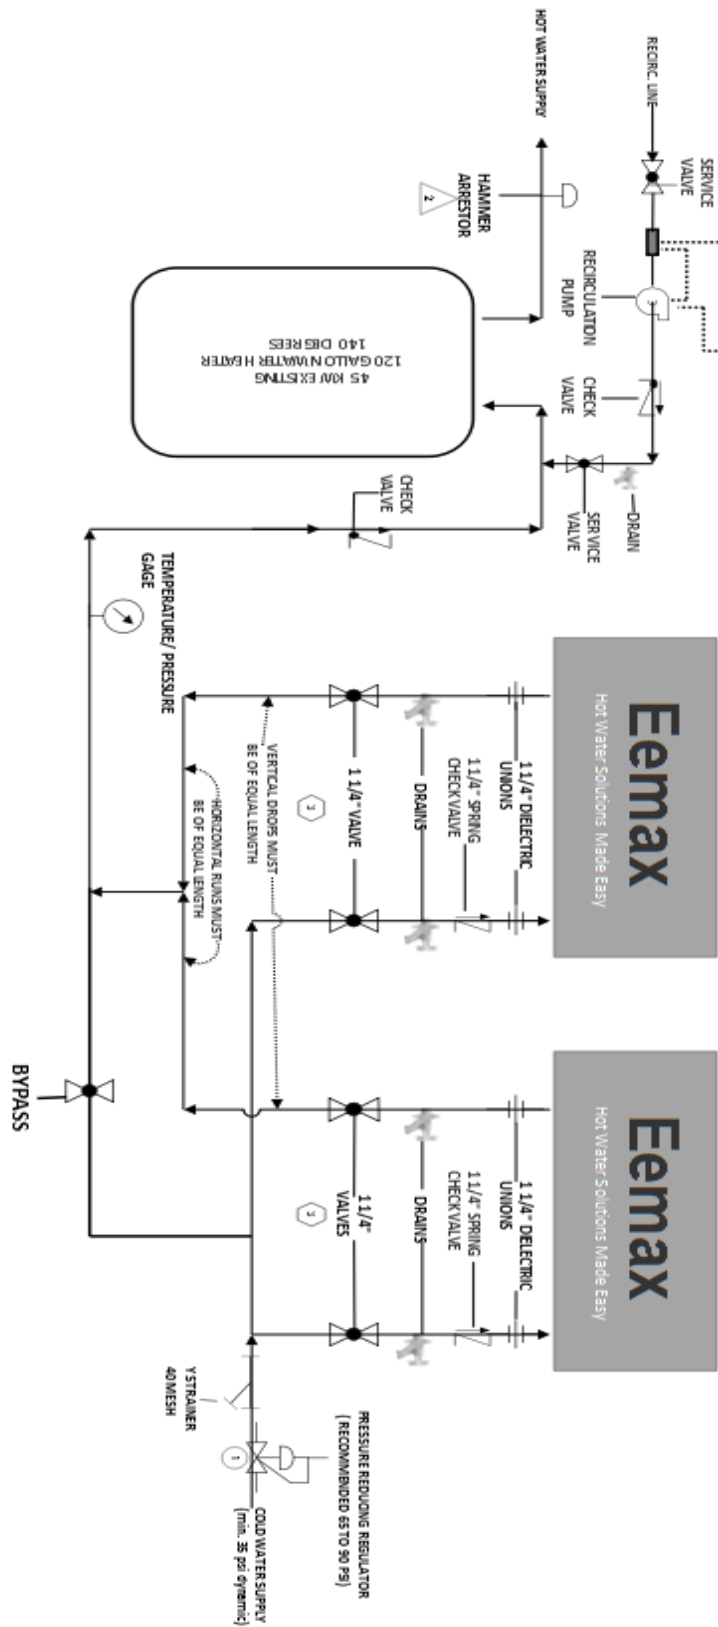 HOT WATER SUPPLY
RECIRC. LINE
SERVICE
VALVE
HAMMER
ARRESTOR
2
RECIRCULATION
PUMP
CHECK
VALVE
DRAIN
SERVICE
VALVE
45 KW EXISTING
120 GALLON WATER HEATER
140 DEGREES
CHECK
VALVE
TEMPERATURE/ PRESSURE
GAGE
Eemax
Hot Water Solutions Made Easy
1 1/4" DIELECTRIC
UNIONS
1 1/4" SPRING
CHECK VALVE
DRAINS
1 1/4" VALVE
3
VERTICAL DROPS MUST
BE OF EQUAL LENGTH
HORIZONTAL RUNS MUST
BE OF EQUAL LENGTH
BYPASS
Eemax
Hot Water Solutions Made Easy
1 1/4" DIELECTRIC
UNIONS
1 1/4" SPRING
CHECK VALVE
DRAINS
1 1/4"
VALVES
3
Y STRAINER
40 MESH
1
PRESSURE REDUCING REGULATOR
( RECOMMENDED 65 TO 90 PSI)
COLD WATER SUPPLY
(min. 35 psi dynamic)